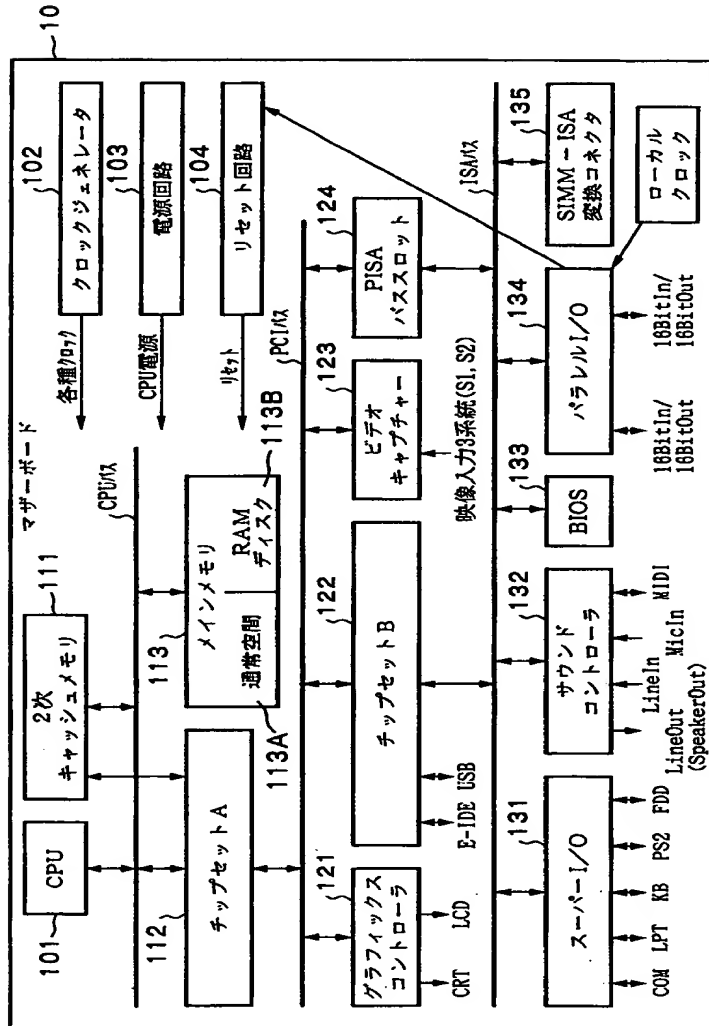 10
マザーボード
101
CPU
111
2次
キャッシュメモリ
102
クロックジェネレータ
各種クロック
103
電源回路
CPU電源
104
リセット回路
リセット
CPUバス
112
チップセットA
113
メインメモリ
通常空間
RAM
ディスク
113A
113B
PCIバス
121
グラフィックス
コントローラ
CRT
LCD
122
チップセットB
E-IDE
USB
123
ビデオ
キャプチャー
映像入力3系統(S1,S2)
124
PISA
バススロット
ISAバス
131
スーパーI/O
COM
LPT
KB
PS2
FDD
132
サウンド
コントローラ
LineOut
(SpeakerOut)
LineIn
MicIn
MIDI
133
BIOS
134
パラレルI/O
16BitIn/
16BitOut
16BitIn/
16BitOut
135
SIMM-ISA
変換コネクタ
ローカル
クロック